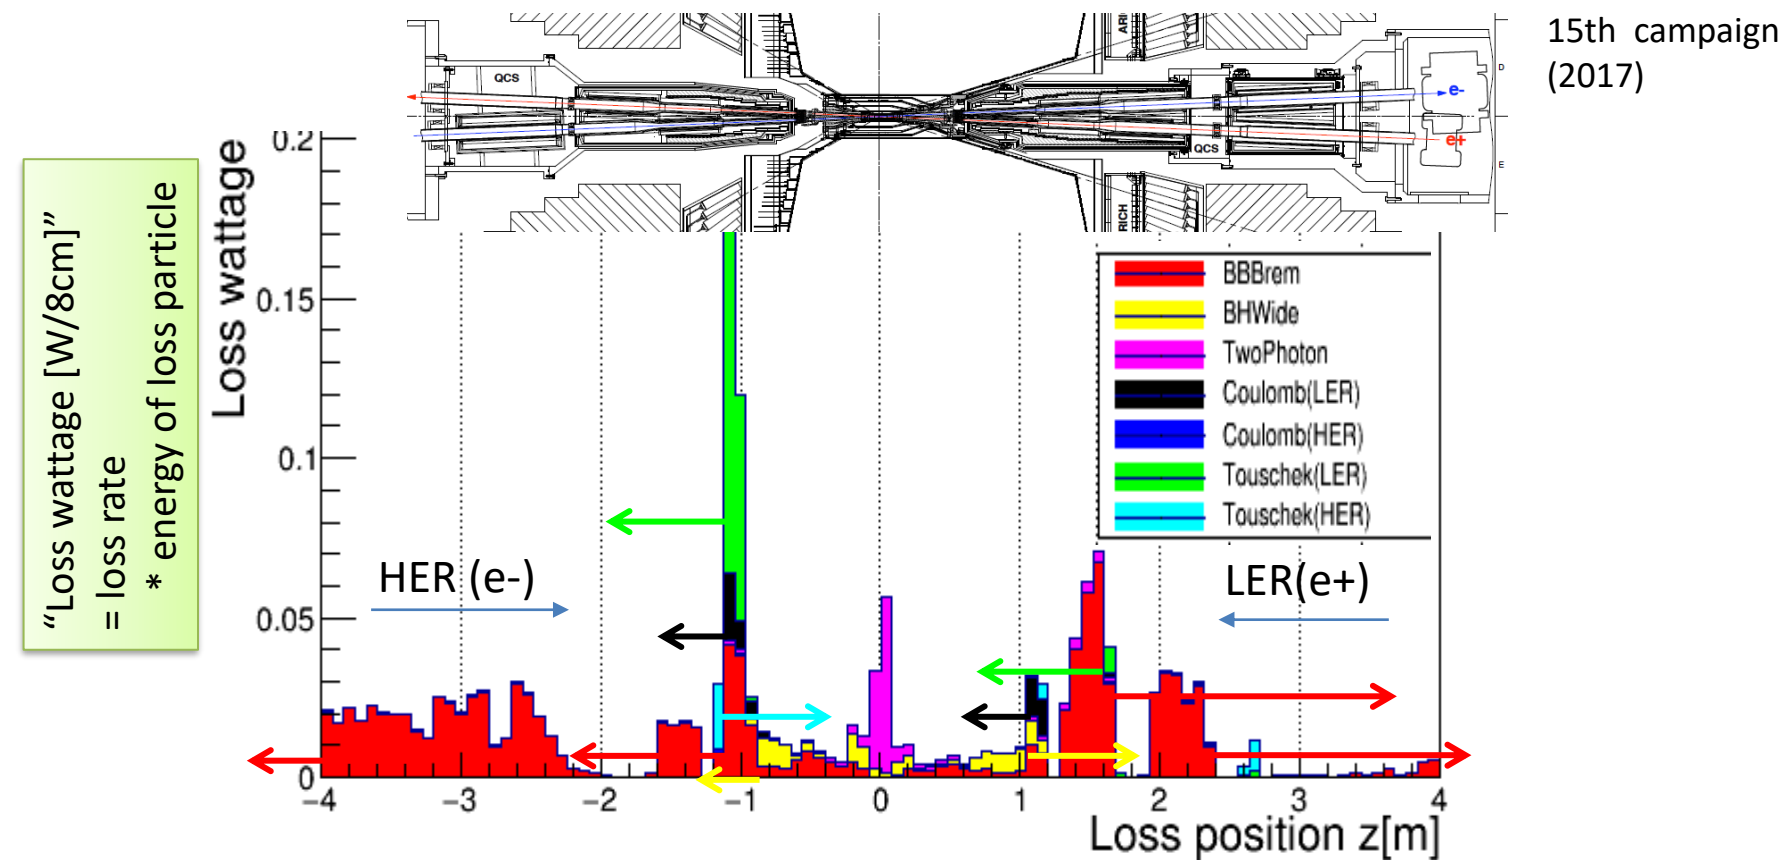 15th campaign
(2017)
ARI
QCS
D
e-
e+
QCS
E
RICH
"Loss wattage [W/8cm]"
= loss rate
* energy of loss particle
Loss wattage
0.2
0.15
0.1
0.05
0
BBBrem
BHWide
TwoPhoton
Coulomb(LER)
Coulomb(HER)
Touschek(LER)
Touschek(HER)
HER (e-)
LER(e+)
−4 −3 −2 −1 0 1 2 3 4
Loss position z[m]